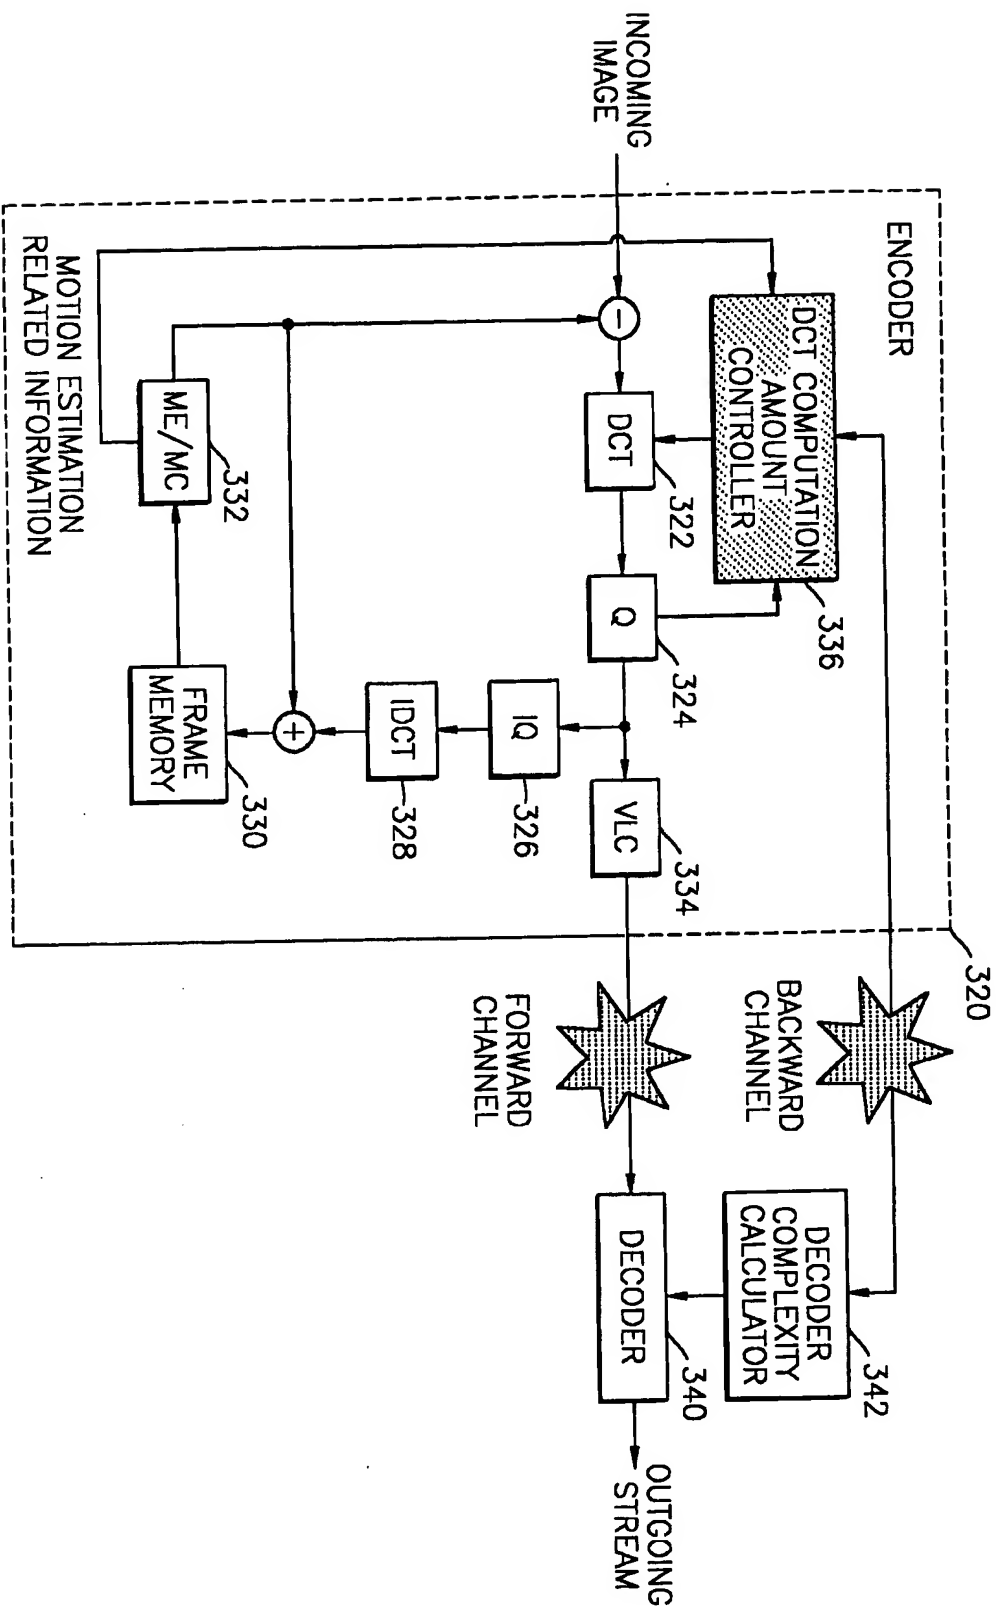 ENCODER
320
DCT COMPUTATION
AMOUNT
CONTROLLER
336
BACKWARD
CHANNEL
DECODER
COMPLEXITY
CALCULATOR
342
INCOMING
IMAGE
-
DCT
322
Q
324
VLC
334
FORWARD
CHANNEL
DECODER
340
OUTGOING
STREAM
IQ
326
IDCT
328
+
ME/MC
332
FRAME
MEMORY
330
MOTION ESTIMATION
RELATED INFORMATION